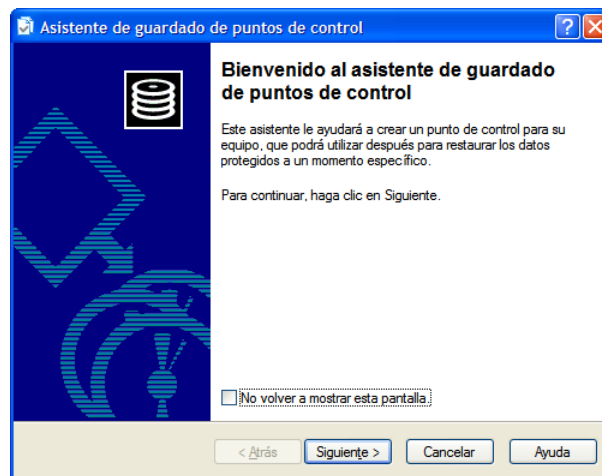 Asistente de guardado de puntos de control
Bienvenido al asistente de guardado
de puntos de control
Este asistente le ayudará a crear un punto de control para su
equipo, que podrá utilizar después para restaurar los datos
protegidos a un momento específico.
Para continuar, haga clic en Siguiente.
No volver a mostrar esta pantalla.
< Atrás
Siguiente >
Cancelar
Ayuda